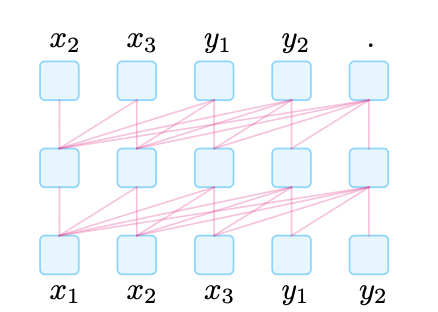 x₂ x₃ y₁ y₂ .
x₁ x₂ x₃ y₁ y₂